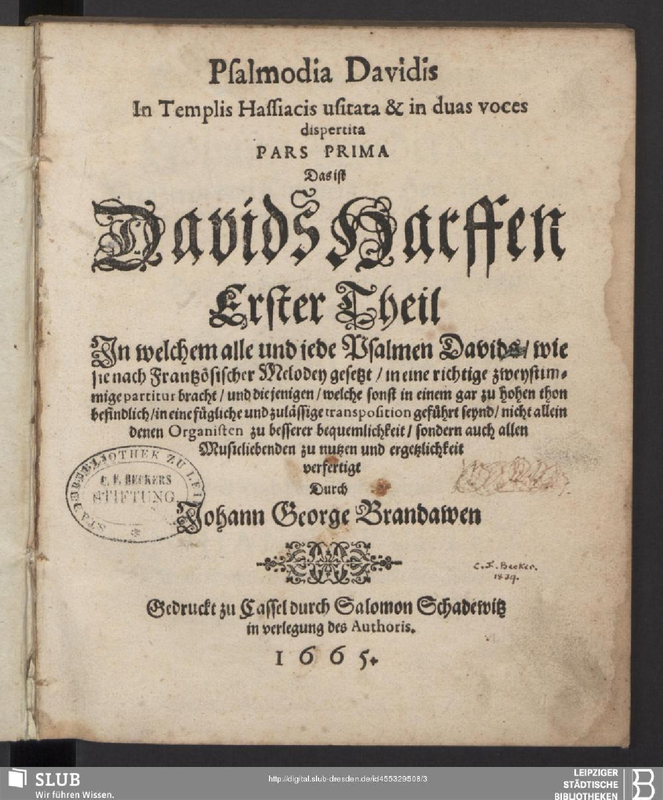 Psalmodia Davidis
In Templis Hassiacis usitata & in duas voces
dispertita
PARS PRIMA
Das ist
Davids Harffen
Erster Theil
In welchem alle und jede Psalmen Davids/ wie
sie nach Frantzösischer Melodey gesetzt/ in eine richtige zweystim-
mige partitur bracht/ und diejenigen/ welche sonst in einem gar zu hohen thon
befindlich/ in eine fügliche und zulässige transposition geführt seynd/ nicht allein
denen Organisten zu besserer bequemlichkeit/ sondern auch allen
Musicliebenden zu nutzen und ergetzlichkeit
verfertigt
Durch
Johann George Brandawen
STADTBIBLIOTHEK ZU LEI
C. F. BECKERS
STIFTUNG
C. F. Becker.
1829.
Gedruckt zu Cassel durch Salomon Schadewitz
in verlegung des Authoris.
1665.
SLUB
Wir führen Wissen.
http://digital.slub-dresden.de/id455329508/3
LEIPZIGER
STÄDTISCHE
BIBLIOTHEKEN